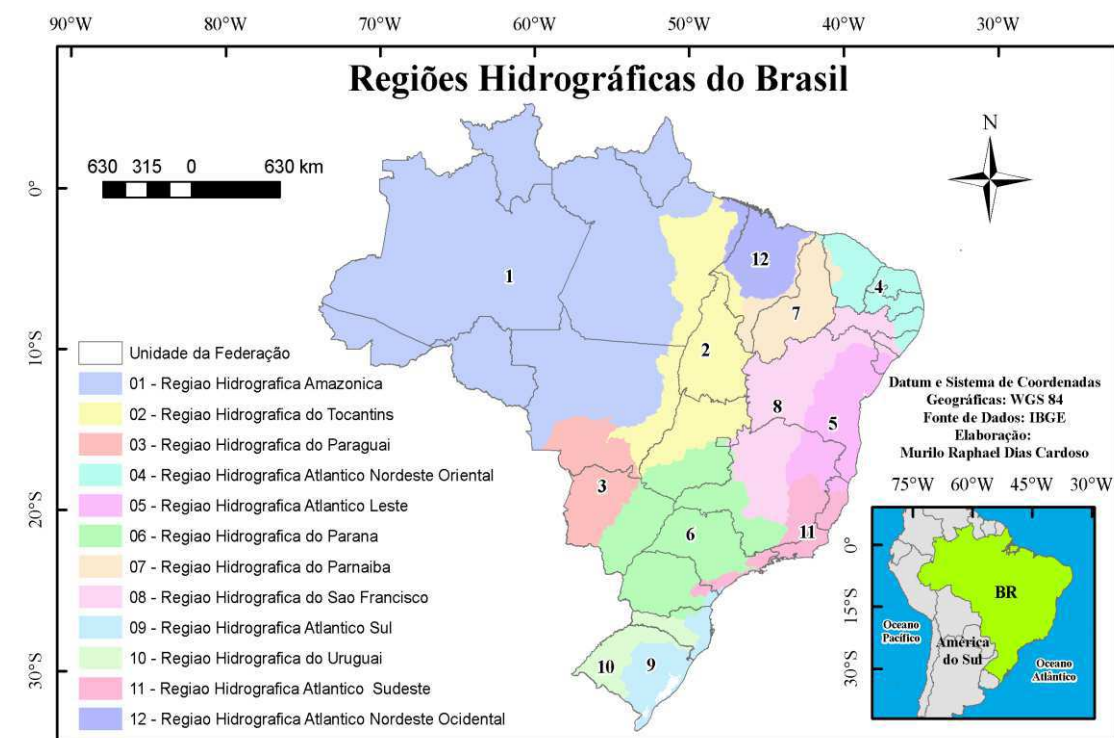 90°W 80°W 70°W 60°W 50°W 40°W 30°W
Regiões Hidrográficas do Brasil
N
630 315 0 630 km
0°
10°S
20°S
30°S
1
2
3
4
5
6
7
8
9
10
11
12
Unidade da Federação
01 - Regiao Hidrografica Amazonica
02 - Regiao Hidrografica do Tocantins
03 - Regiao Hidrografica do Paraguai
04 - Regiao Hidrografica Atlantico Nordeste Oriental
05 - Regiao Hidrografica Atlantico Leste
06 - Regiao Hidrografica do Parana
07 - Regiao Hidrografica do Parnaiba
08 - Regiao Hidrografica do Sao Francisco
09 - Regiao Hidrografica Atlantico Sul
10 - Regiao Hidrografica do Uruguai
11 - Regiao Hidrografica Atlantico Sudeste
12 - Regiao Hidrografica Atlantico Nordeste Ocidental
Datum e Sistema de Coordenadas
Geográficas: WGS 84
Fonte de Dados: IBGE
Elaboração:
Murilo Raphael Dias Cardoso
75°W 60°W 45°W 30°W
0°
15°S
30°S
BR
Oceano
Pacífico
América
do Sul
Oceano
Atlântico